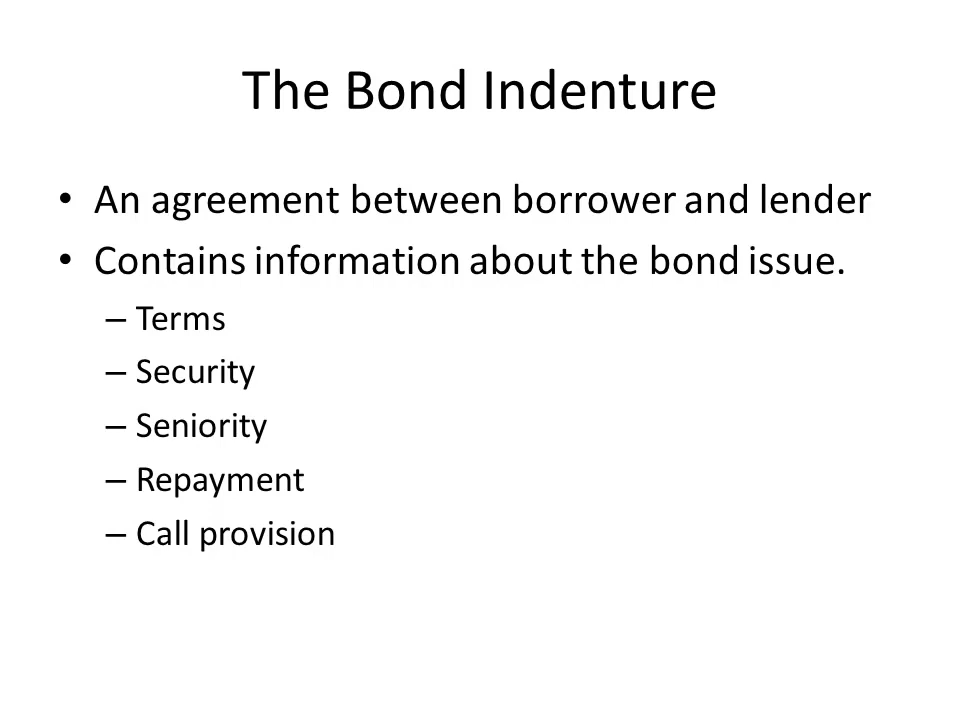 The Bond Indenture
• An agreement between borrower and lender
• Contains information about the bond issue.
– Terms
– Security
– Seniority
– Repayment
– Call provision